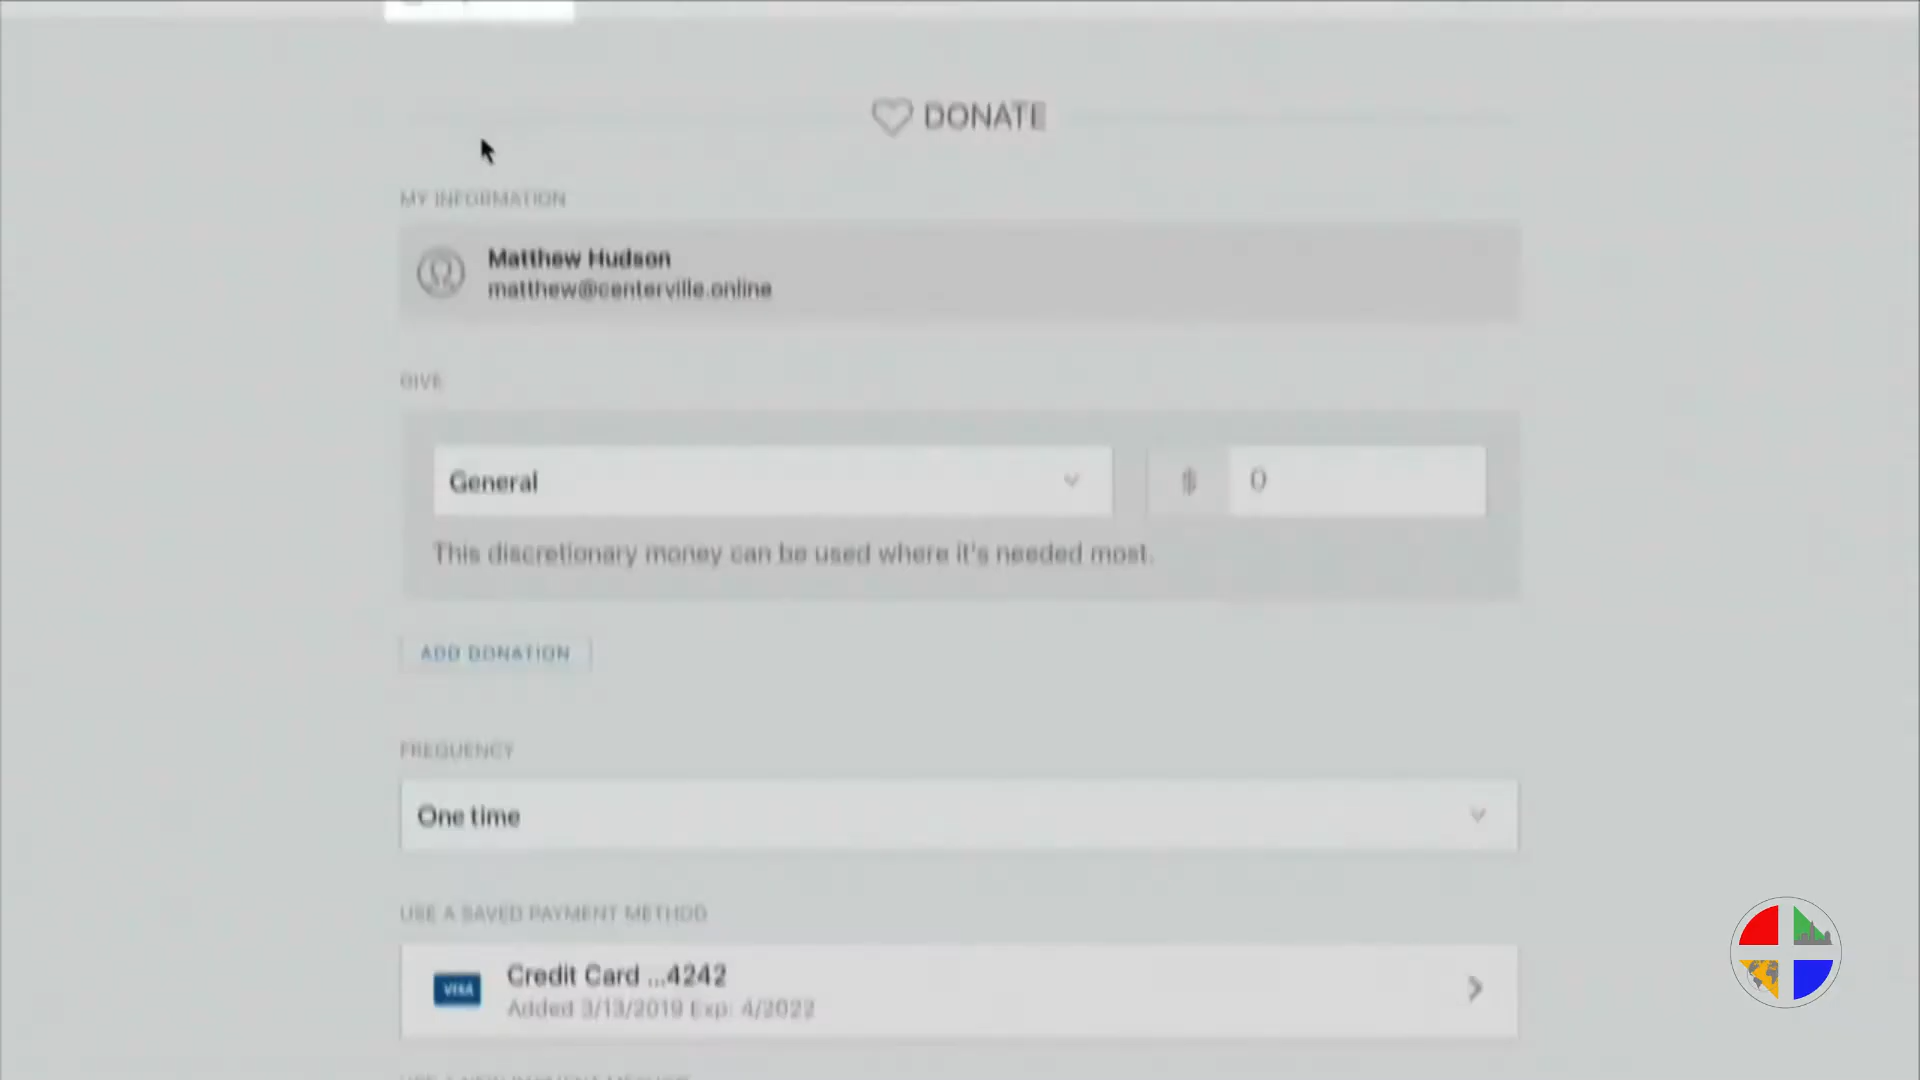 DONATE
MY INFORMATION
Matthew Hudson
matthew@centerville.online
GIVE
General
$ 0
This discretionary money can be used where it's needed most.
ADD DONATION
FREQUENCY
One time
USE A SAVED PAYMENT METHOD
VISA
Credit Card ...4242
Added 3/13/2019 Exp: 4/2022